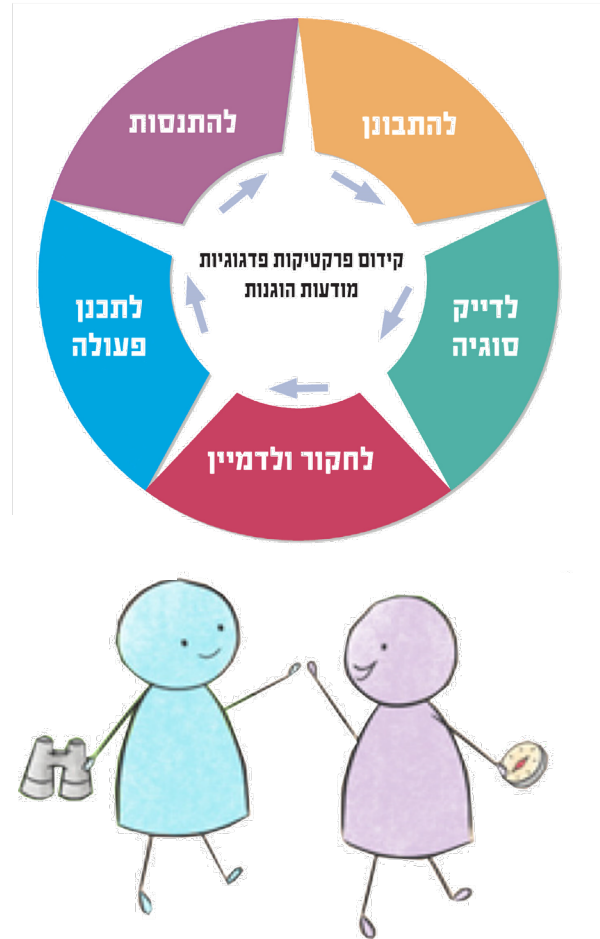 להתבונן
להתנסות
קידום פרקטיקות פדגוגיות
מודעות הוגנות
לדייק
סוגיה
לתכנן
פעולה
לחקור ולדמיין